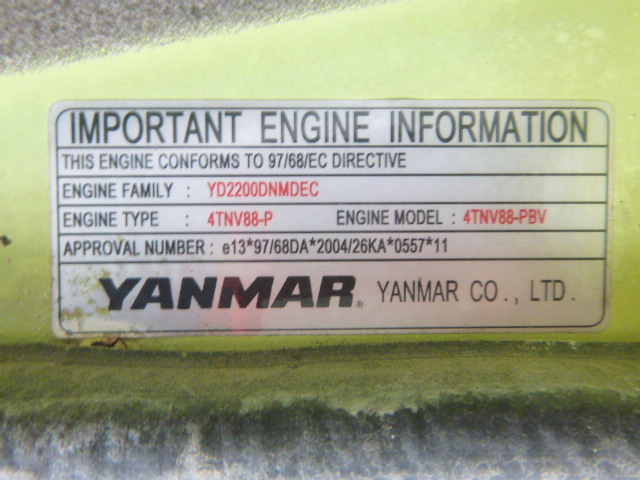 IMPORTANT ENGINE INFORMATION
THIS ENGINE CONFORMS TO 97/68/EC DIRECTIVE
ENGINE FAMILY : YD2200DNMDEC
ENGINE TYPE : 4TNV88-P ENGINE MODEL : 4TNV88-PBV
APPROVAL NUMBER : e13*97/68DA*2004/26KA*0557*11
YANMAR® YANMAR CO., LTD.